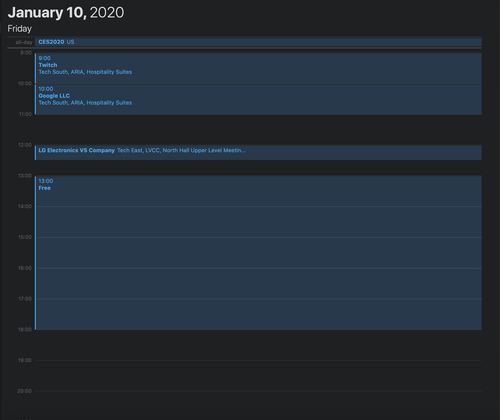 January 10, 2020
Friday
all-day CES2020 US
9:00
9:00
Twitch
Tech South, ARIA, Hospitality Suites
10:00
10:00
Google LLC
Tech South, ARIA, Hospitality Suites
11:00
12:00
LG Electronics VS Company Tech East, LVCC, North Hall Upper Level Meetin...
13:00
13:00
Free
14:00
15:00
16:00
17:00
18:00
19:00
20:00